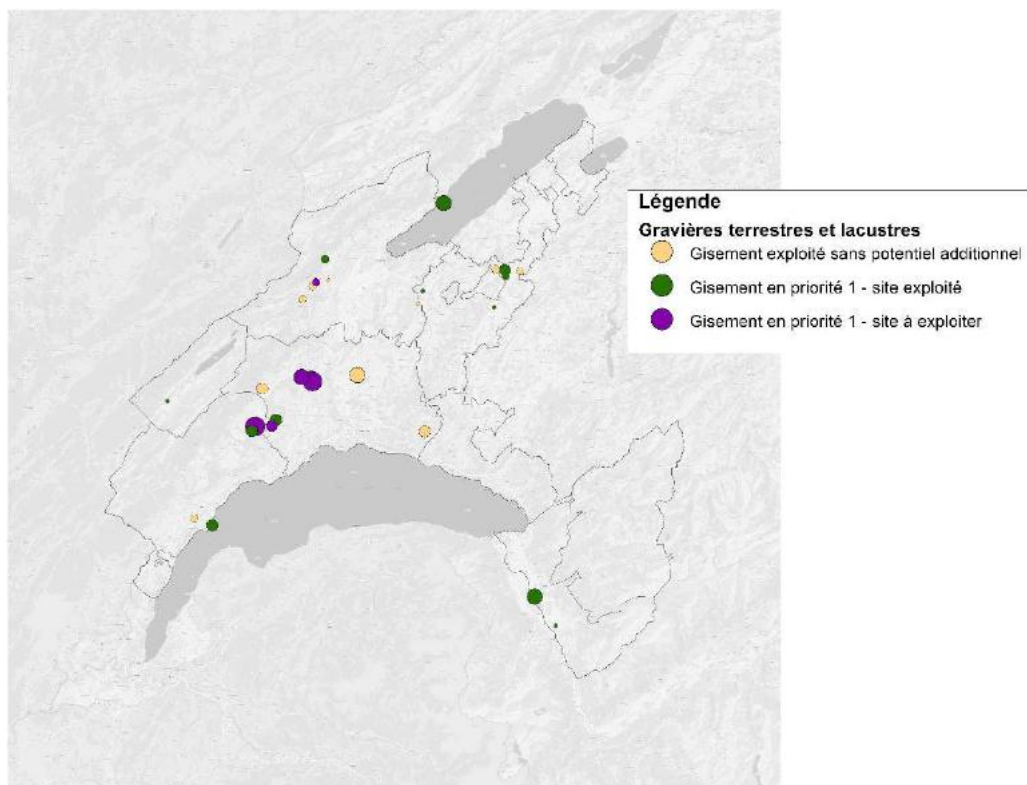 Légende
Gravières terrestres et lacustres
Gisement exploité sans potentiel additionnel
Gisement en priorité 1 - site exploité
Gisement en priorité 1 - site à exploiter